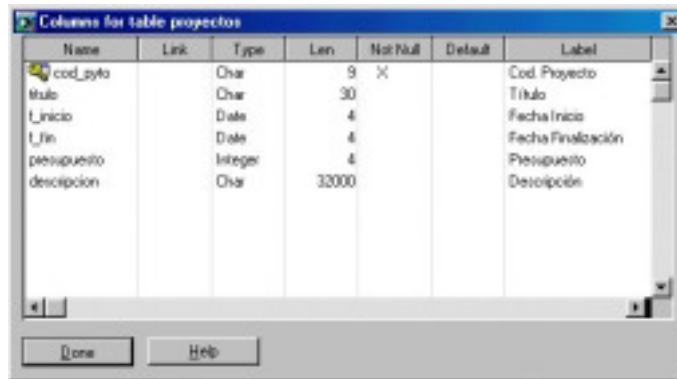 Columns for table proyectos
Name Link Type Len Not Null Default Label
cod_pyto Char 9 X Cod. Proyecto
título Char 30 Título
f_inicio Date 4 Fecha Inicio
f_fin Date 4 Fecha Finalización
presupuesto Integer 4 Presupuesto
descripcion Char 32000 Descripción
Done Help